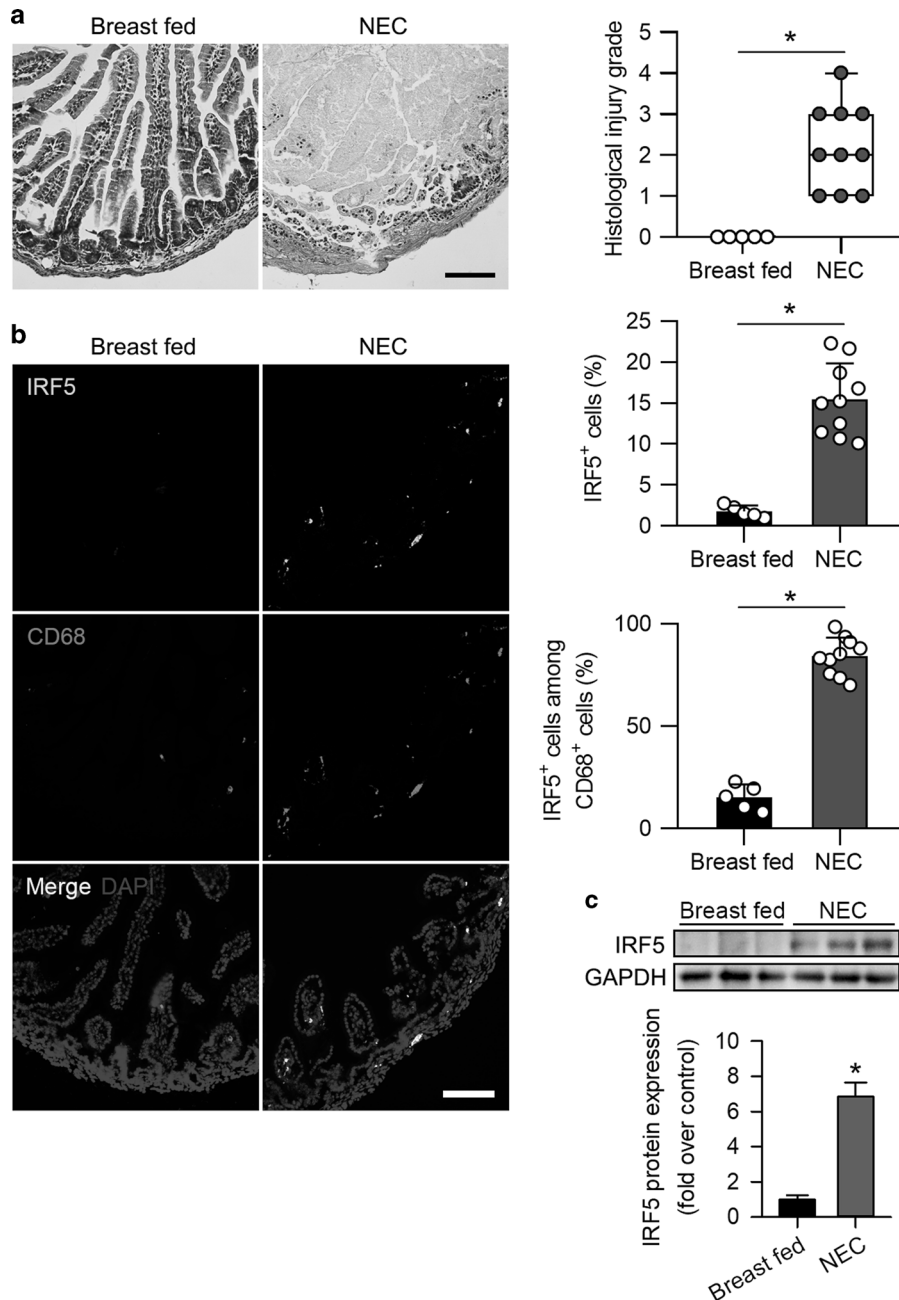 a
Breast fed NEC
Histological injury grade
5
4
3
2
1
0
*
Breast fed NEC
b
Breast fed NEC
IRF5
CD68
Merge DAPI
IRF5+ cells (%)
25
20
15
10
5
0
*
Breast fed NEC
IRF5+ cells among
CD68+ cells (%)
100
50
0
*
Breast fed NEC
c
Breast fed NEC
IRF5
GAPDH
IRF5 protein expression
(fold over control)
10
8
6
4
2
0
*
Breast fed
NEC